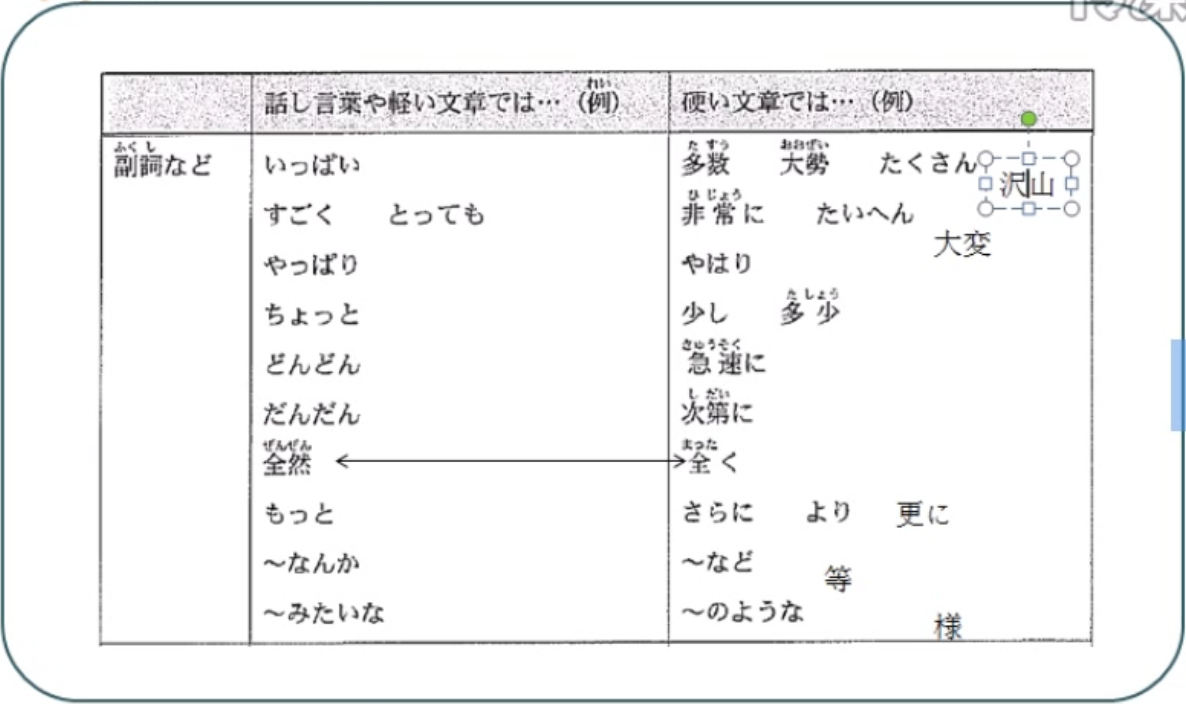 話し言葉や軽い文章では…（例） 硬い文章では…（例）
副詞など いっぱい 多数 大勢 たくさん 沢山
すごく とっても 非常に たいへん 大変
やっぱり やはり
ちょっと 少し 多少
どんどん 急速に
だんだん 次第に
全然 全く
もっと さらに より 更に
～なんか ～など 等
～みたいな ～のような 様